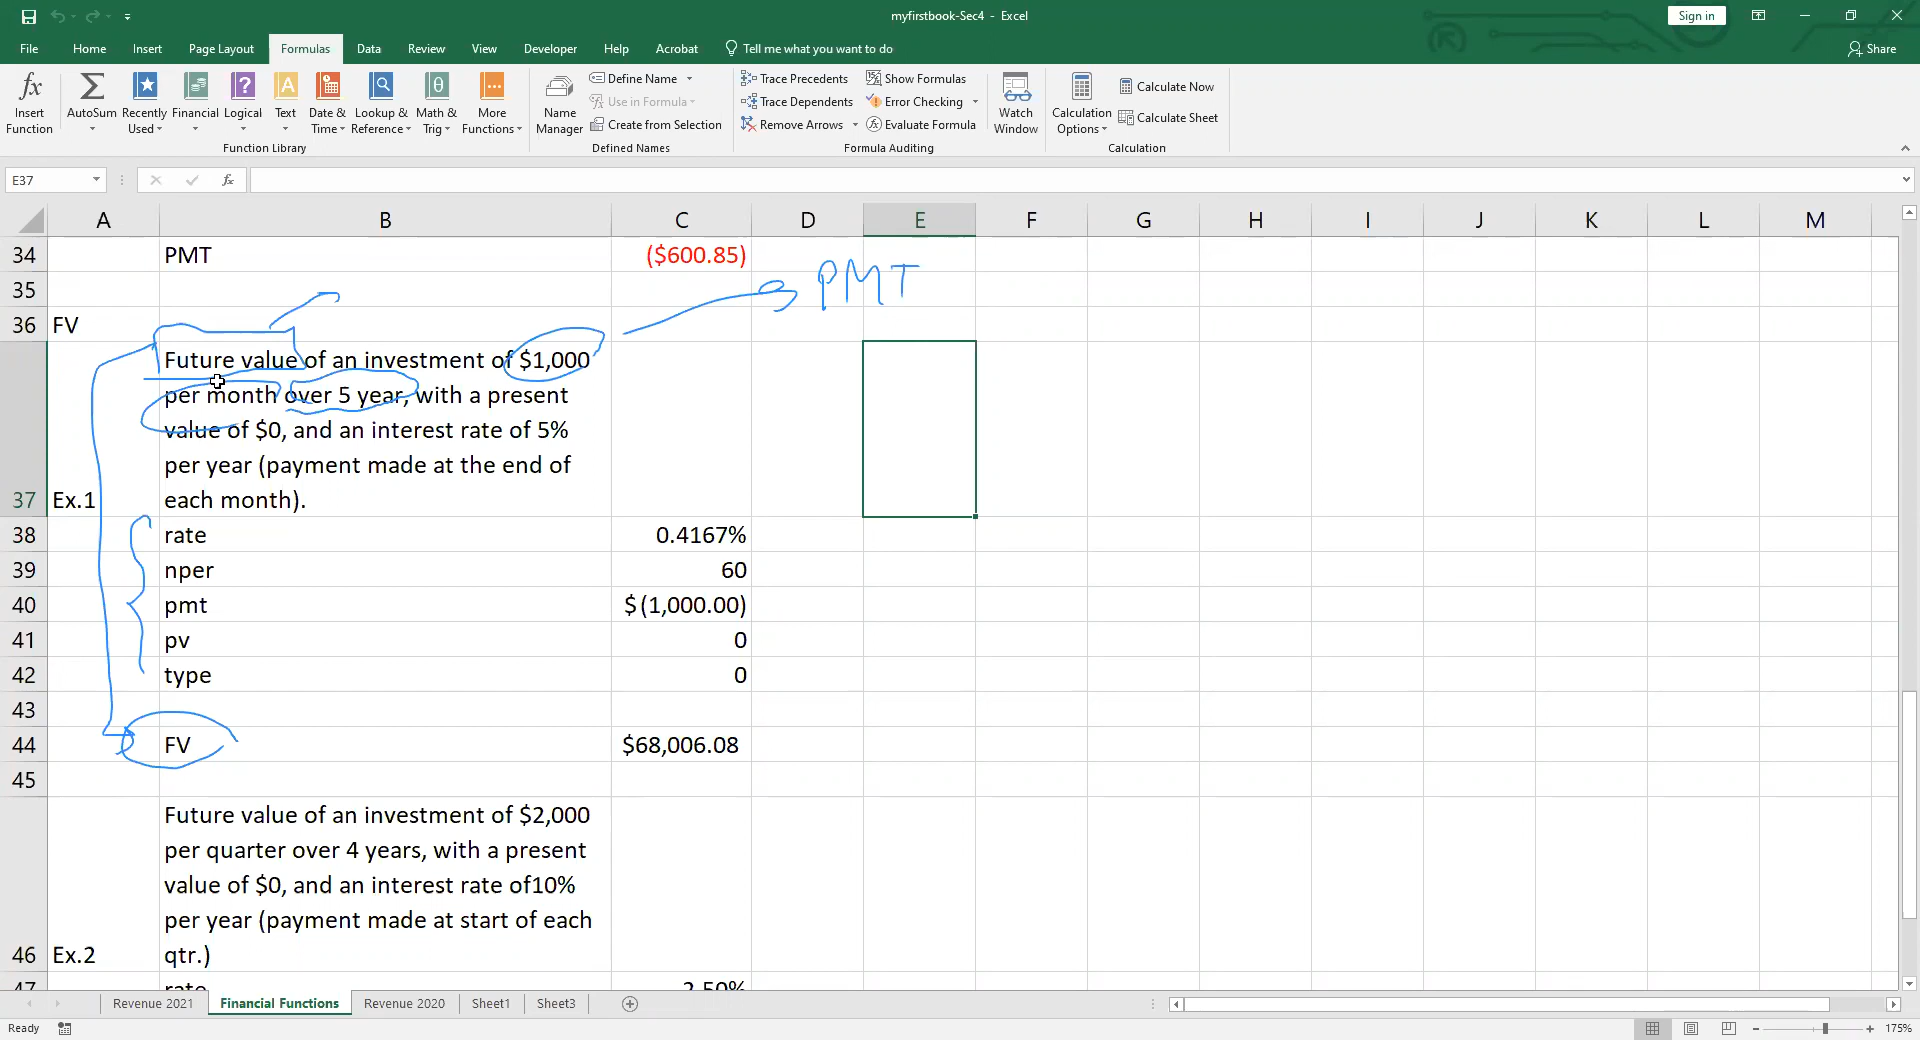 myfirstbook-Sec4 - Excel
Sign in
File Home Insert Page Layout Formulas Data Review View Developer Help Acrobat Tell me what you want to do Share
fx Insert Function
Σ AutoSum
Recently Used
Financial
Logical
A Text
Date & Time
Lookup & Reference
θ Math & Trig
More Functions
Function Library
Name Manager
Define Name
Use in Formula
Create from Selection
Defined Names
Trace Precedents
Trace Dependents
Remove Arrows
Show Formulas
Error Checking
Evaluate Formula
Formula Auditing
Watch Window
Calculation Options
Calculate Now
Calculate Sheet
Calculation
E37 fx
A B C D E F G H I J K L M
34 PMT ($600.85)
PMT
35
36 FV
Future value of an investment of $1,000
per month over 5 year, with a present
value of $0, and an interest rate of 5%
per year (payment made at the end of
37 Ex.1 each month).
38 rate 0.4167%
39 nper 60
40 pmt $(1,000.00)
41 pv 0
42 type 0
43
44 FV $68,006.08
45
Future value of an investment of $2,000
per quarter over 4 years, with a present
value of $0, and an interest rate of10%
per year (payment made at start of each
46 Ex.2 qtr.)
47 rate 2.50%
Revenue 2021 Financial Functions Revenue 2020 Sheet1 Sheet3
Ready 175%